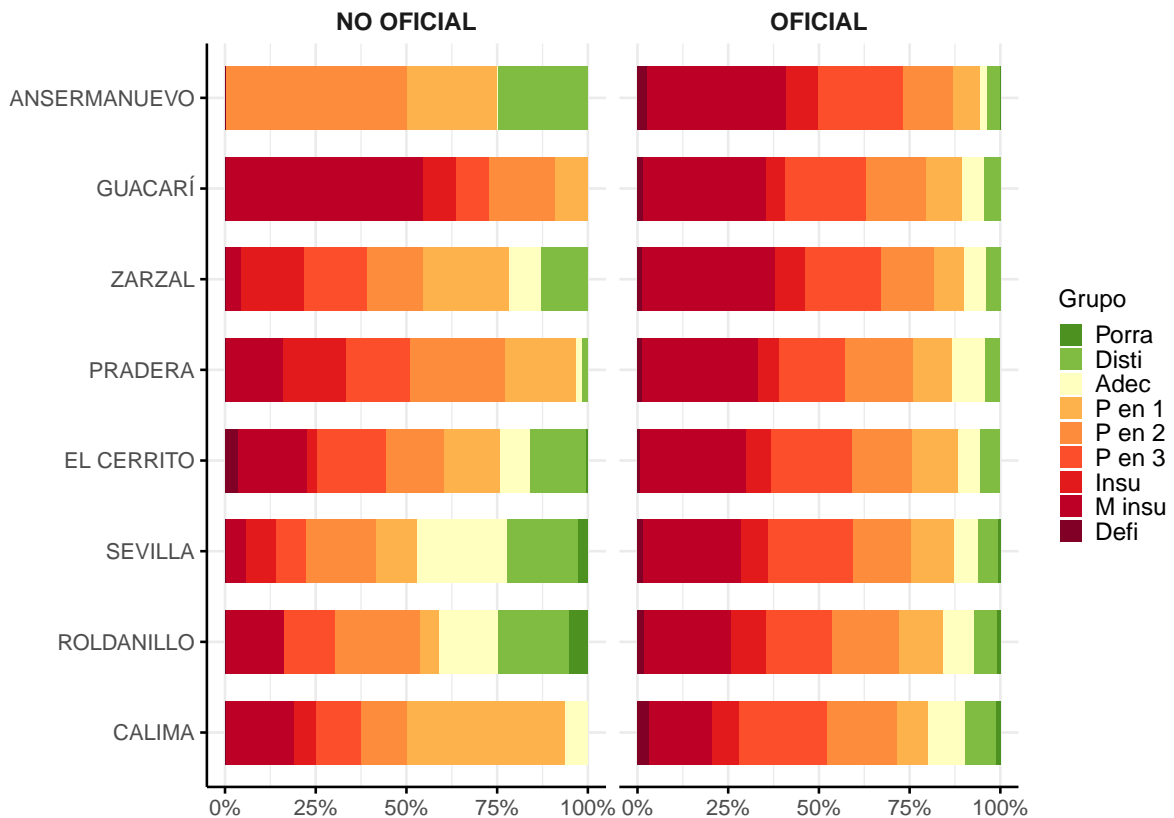 NO OFICIAL
OFICIAL
ANSERMANUEVO
GUACARÍ
ZARZAL
PRADERA
EL CERRITO
SEVILLA
ROLDANILLO
CALIMA
0% 25% 50% 75% 100%
0% 25% 50% 75% 100%
Grupo
Porra
Disti
Adec
P en 1
P en 2
P en 3
Insu
M insu
Defi